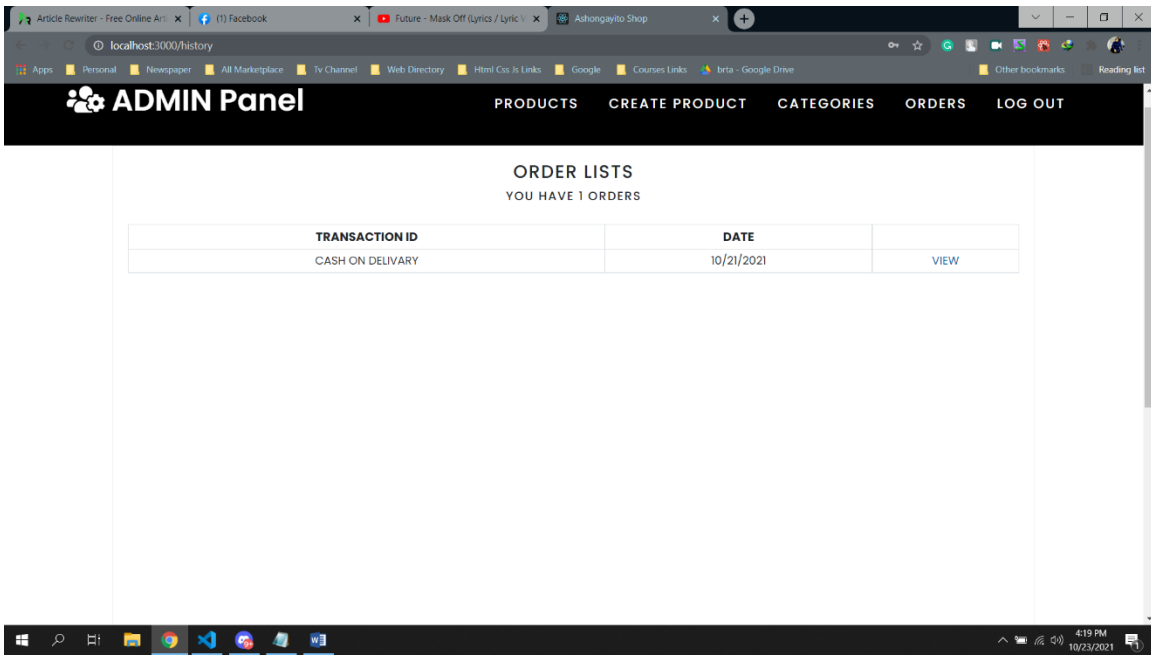 Article Rewriter - Free Online Arti
(1) Facebook
Future - Mask Off (Lyrics / Lyric V
Ashongayito Shop
localhost:3000/history
Apps Personal Newspaper All Marketplace Tv Channel Web Directory Html Css Js Links Google Courses Links brta - Google Drive Other bookmarks Reading list
ADMIN Panel PRODUCTS CREATE PRODUCT CATEGORIES ORDERS LOG OUT
ORDER LISTS
YOU HAVE 1 ORDERS
TRANSACTION ID DATE
CASH ON DELIVARY 10/21/2021 VIEW
4:19 PM
10/23/2021